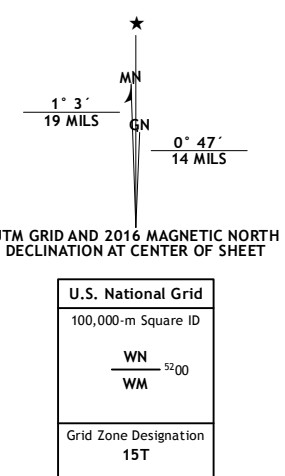 MN
1° 3´
19 MILS
GN
0° 47´
14 MILS
UTM GRID AND 2016 MAGNETIC NORTH
DECLINATION AT CENTER OF SHEET
U.S. National Grid
100,000-m Square ID
WN
5200
WM
Grid Zone Designation
15T